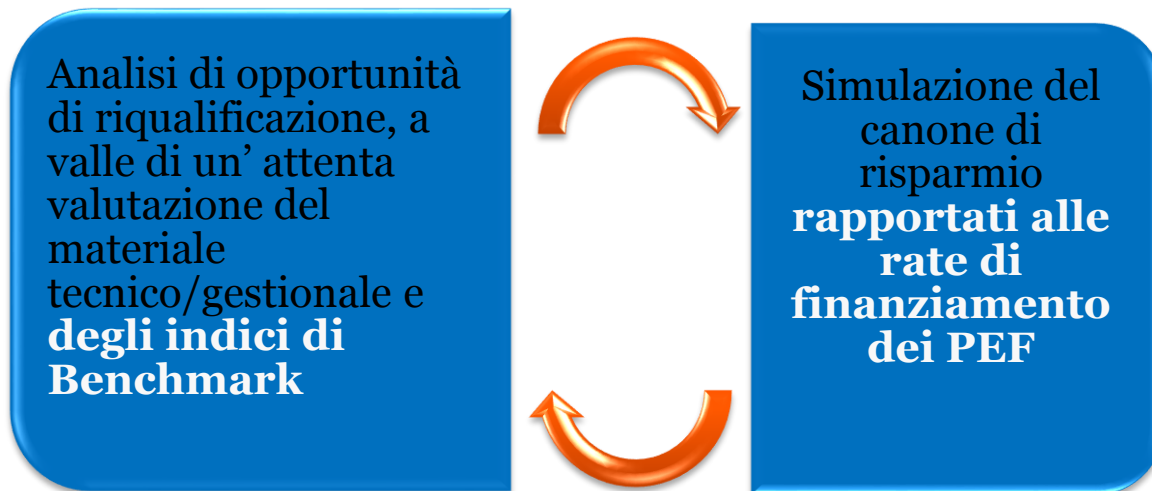 Analisi di opportunità
di riqualificazione, a
valle di un’ attenta
valutazione del
materiale
tecnico/gestionale e
degli indici di
Benchmark
Simulazione del
canone di
risparmio
rapportati alle
rate di
finanziamento
dei PEF